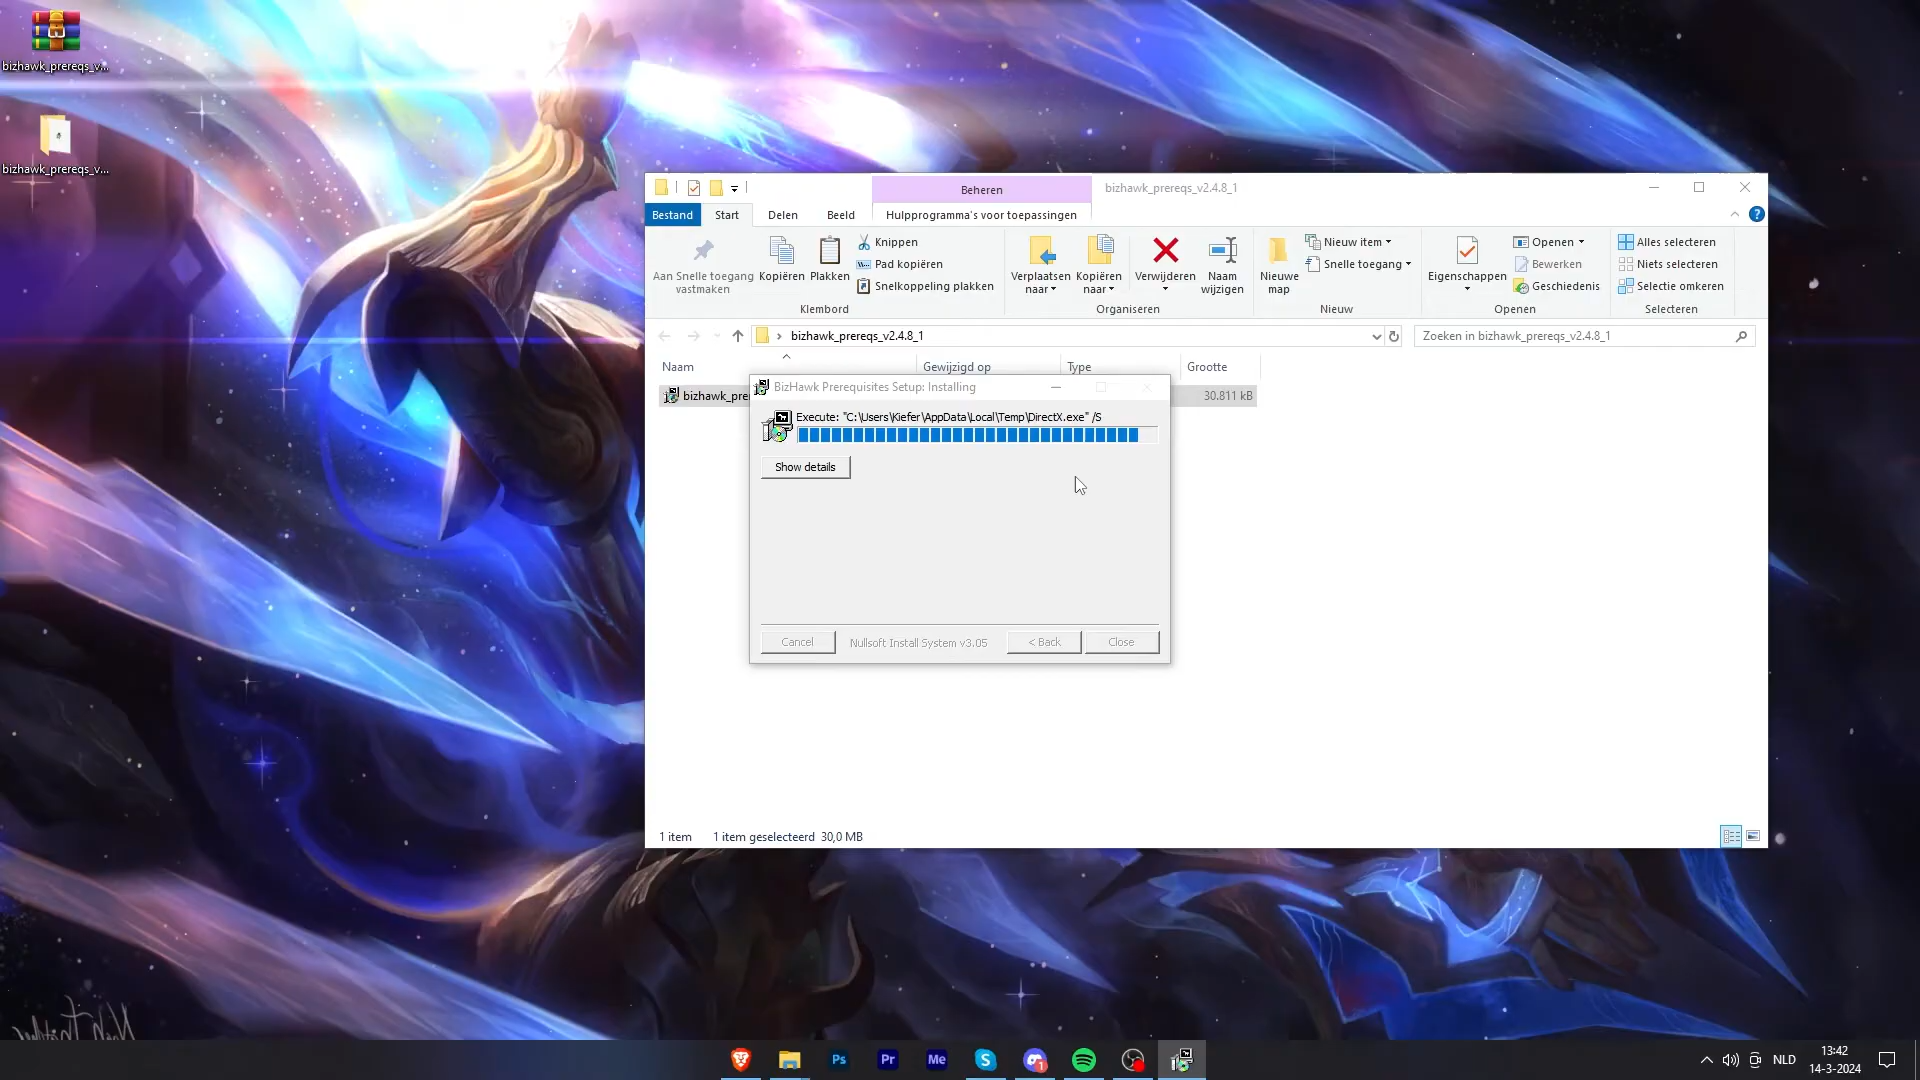 bizhawk_prereqs_v...
bizhawk_prereqs_v...
Beheren
bizhawk_prereqs_v2.4.8_1
Bestand
Start
Delen
Beeld
Hulpprogramma's voor toepassingen
Aan Snelle toegang
vastmaken
Kopiëren
Plakken
Knippen
Pad kopiëren
Snelkoppeling plakken
Klembord
Verplaatsen
naar
Kopiëren
naar
Verwijderen
Naam
wijzigen
Organiseren
Nieuwe
map
Nieuw item
Snelle toegang
Nieuw
Eigenschappen
Openen
Bewerken
Geschiedenis
Openen
Alles selecteren
Niets selecteren
Selectie omkeren
Selecteren
bizhawk_prereqs_v2.4.8_1
Zoeken in bizhawk_prereqs_v2.4.8_1
Naam
Gewijzigd op
Type
Grootte
bizhawk_pre
30.811 kB
BizHawk Prerequisites Setup: Installing
Execute: "C:\Users\Kiefer\AppData\Local\Temp\DirectX.exe" /S
Show details
Cancel
Nullsoft Install System v3.05
< Back
Close
1 item
1 item geselecteerd 30,0 MB
Ps
Pr
Me
S
1
NLD
13:42
14-3-2024